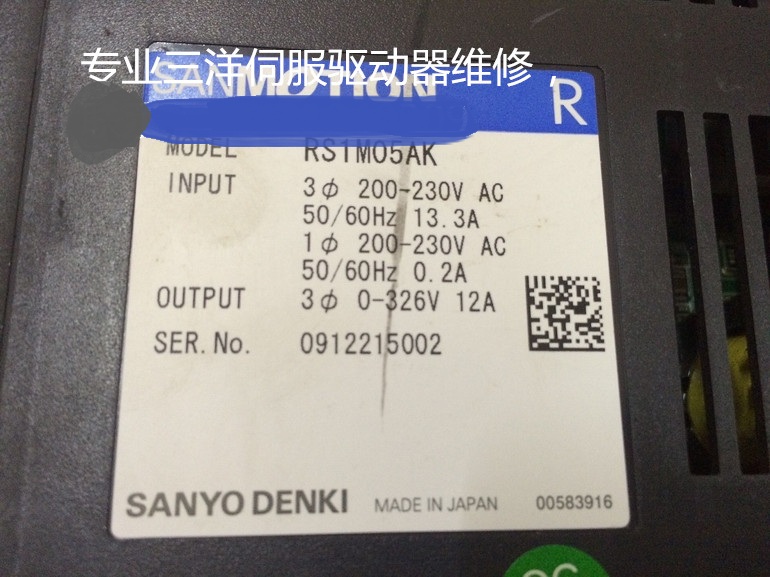 专业三洋伺服驱动器维修，
SANMOTION
R
MODEL RS1M05AK
INPUT 3φ 200-230V AC
50/60Hz 13.3A
1φ 200-230V AC
50/60Hz 0.2A
OUTPUT 3φ 0-326V 12A
SER.No. 0912215002
SANYO DENKI MADE IN JAPAN 00583916